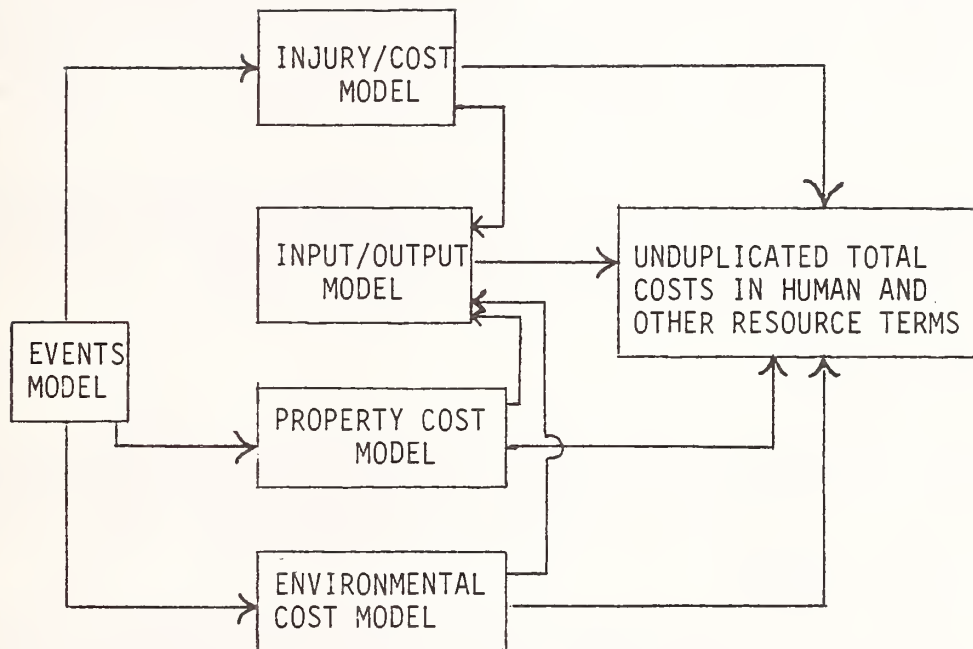 INJURY/COST
MODEL
INPUT/OUTPUT
MODEL
UNDUPLICATED TOTAL
COSTS IN HUMAN AND
OTHER RESOURCE TERMS
EVENTS
MODEL
PROPERTY COST
MODEL
ENVIRONMENTAL
COST MODEL